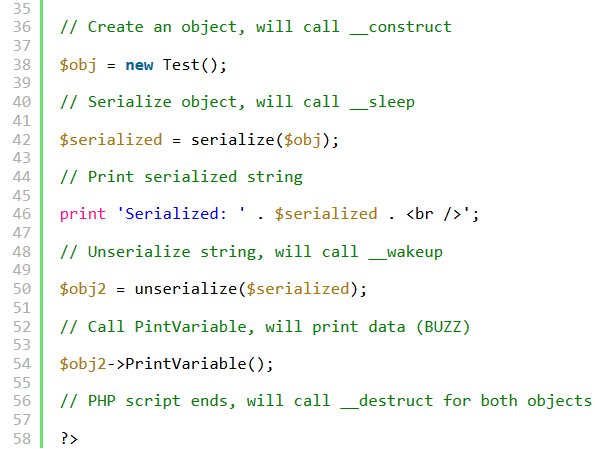 35
36 // Create an object, will call __construct
37
38 $obj = new Test();
39
40 // Serialize object, will call __sleep
41
42 $serialized = serialize($obj);
43
44 // Print serialized string
45
46 print 'Serialized: ' . $serialized . <br />';
47
48 // Unserialize string, will call __wakeup
49
50 $obj2 = unserialize($serialized);
51
52 // Call PintVariable, will print data (BUZZ)
53
54 $obj2->PrintVariable();
55
56 // PHP script ends, will call __destruct for both objects
57
58 ?>